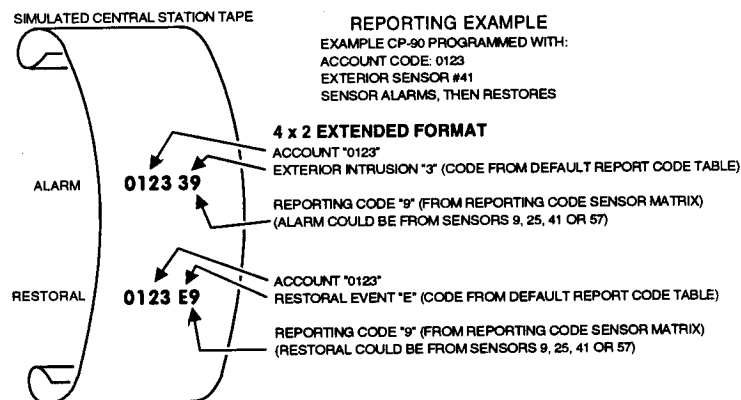 SIMULATED CENTRAL STATION TAPE
REPORTING EXAMPLE
EXAMPLE CP-90 PROGRAMMED WITH:
ACCOUNT CODE: 0123
EXTERIOR SENSOR #41
SENSOR ALARMS, THEN RESTORES
4 x 2 EXTENDED FORMAT
ACCOUNT "0123"
EXTERIOR INTRUSION "3" (CODE FROM DEFAULT REPORT CODE TABLE)
ALARM
0123 39
REPORTING CODE "9" (FROM REPORTING CODE SENSOR MATRIX)
(ALARM COULD BE FROM SENSORS 9, 25, 41 OR 57)
ACCOUNT "0123"
RESTORAL
0123 E9
RESTORAL EVENT "E" (CODE FROM DEFAULT REPORT CODE TABLE)
REPORTING CODE "9" (FROM REPORTING CODE SENSOR MATRIX)
(RESTORAL COULD BE FROM SENSORS 9, 25, 41 OR 57)